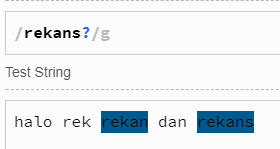 /rekans?/g
Test String
halo rek rekan dan rekans